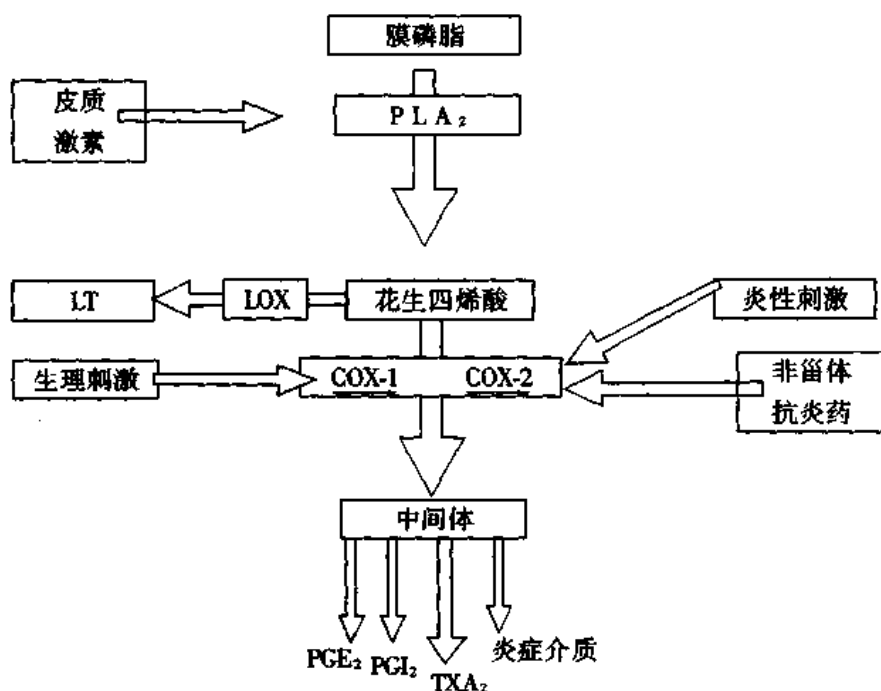 膜磷脂
皮质
激素
PLA₂
LT
LOX
花生四烯酸
炎性刺激
生理刺激
COX-1
COX-2
非甾体
抗炎药
中间体
PGE₂
PGI₂
TXA₂
炎症介质